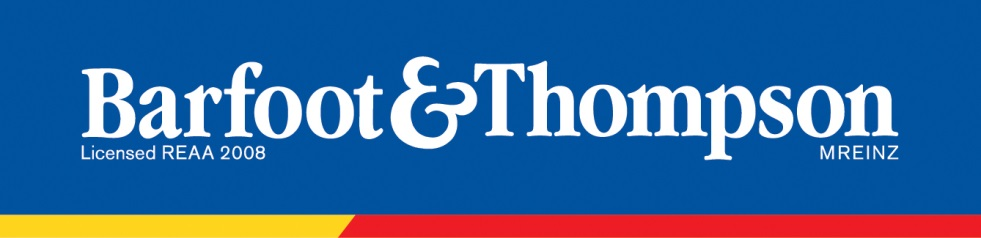 Barfoot&Thompson
Licensed REAA 2008 MREINZ